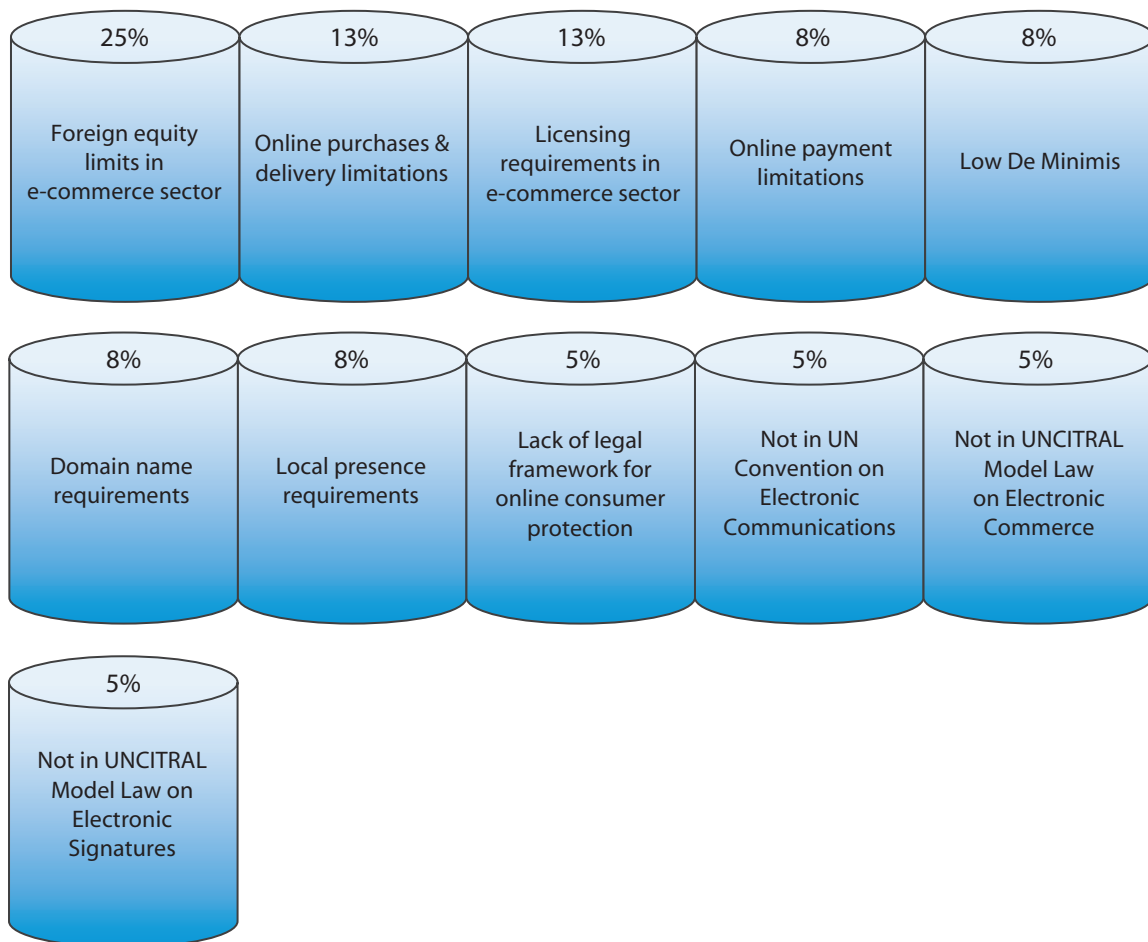 25%
Foreign equity
limits in
e-commerce sector
13%
Online purchases &
delivery limitations
13%
Licensing
requirements in
e-commerce sector
8%
Online payment
limitations
8%
Low De Minimis
8%
Domain name
requirements
8%
Local presence
requirements
5%
Lack of legal
framework for
online consumer
protection
5%
Not in UN
Convention on
Electronic
Communications
5%
Not in UNCITRAL
Model Law
on Electronic
Commerce
5%
Not in UNCITRAL
Model Law on
Electronic
Signatures